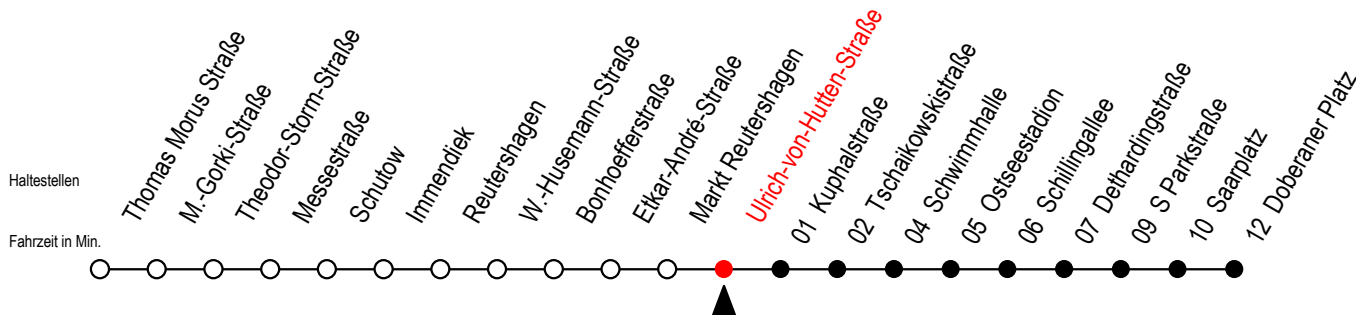 Haltestellen
Fahrzeit in Min.
Thomas Morus Straße
M.-Gorki-Straße
Theodor-Storm-Straße
Messestraße
Schutow
Immendiek
Reutershagen
W.-Husemann-Straße
Bonhoefferstraße
Etkar-André-Straße
Markt Reutershagen
Ulrich-von-Hutten-Straße
01 Kuphalstraße
02 Tschaikowskistraße
04 Schwimmhalle
05 Ostseestadion
06 Schillingallee
07 Dethardingstraße
09 S Parkstraße
10 Saarplatz
12 Doberaner Platz